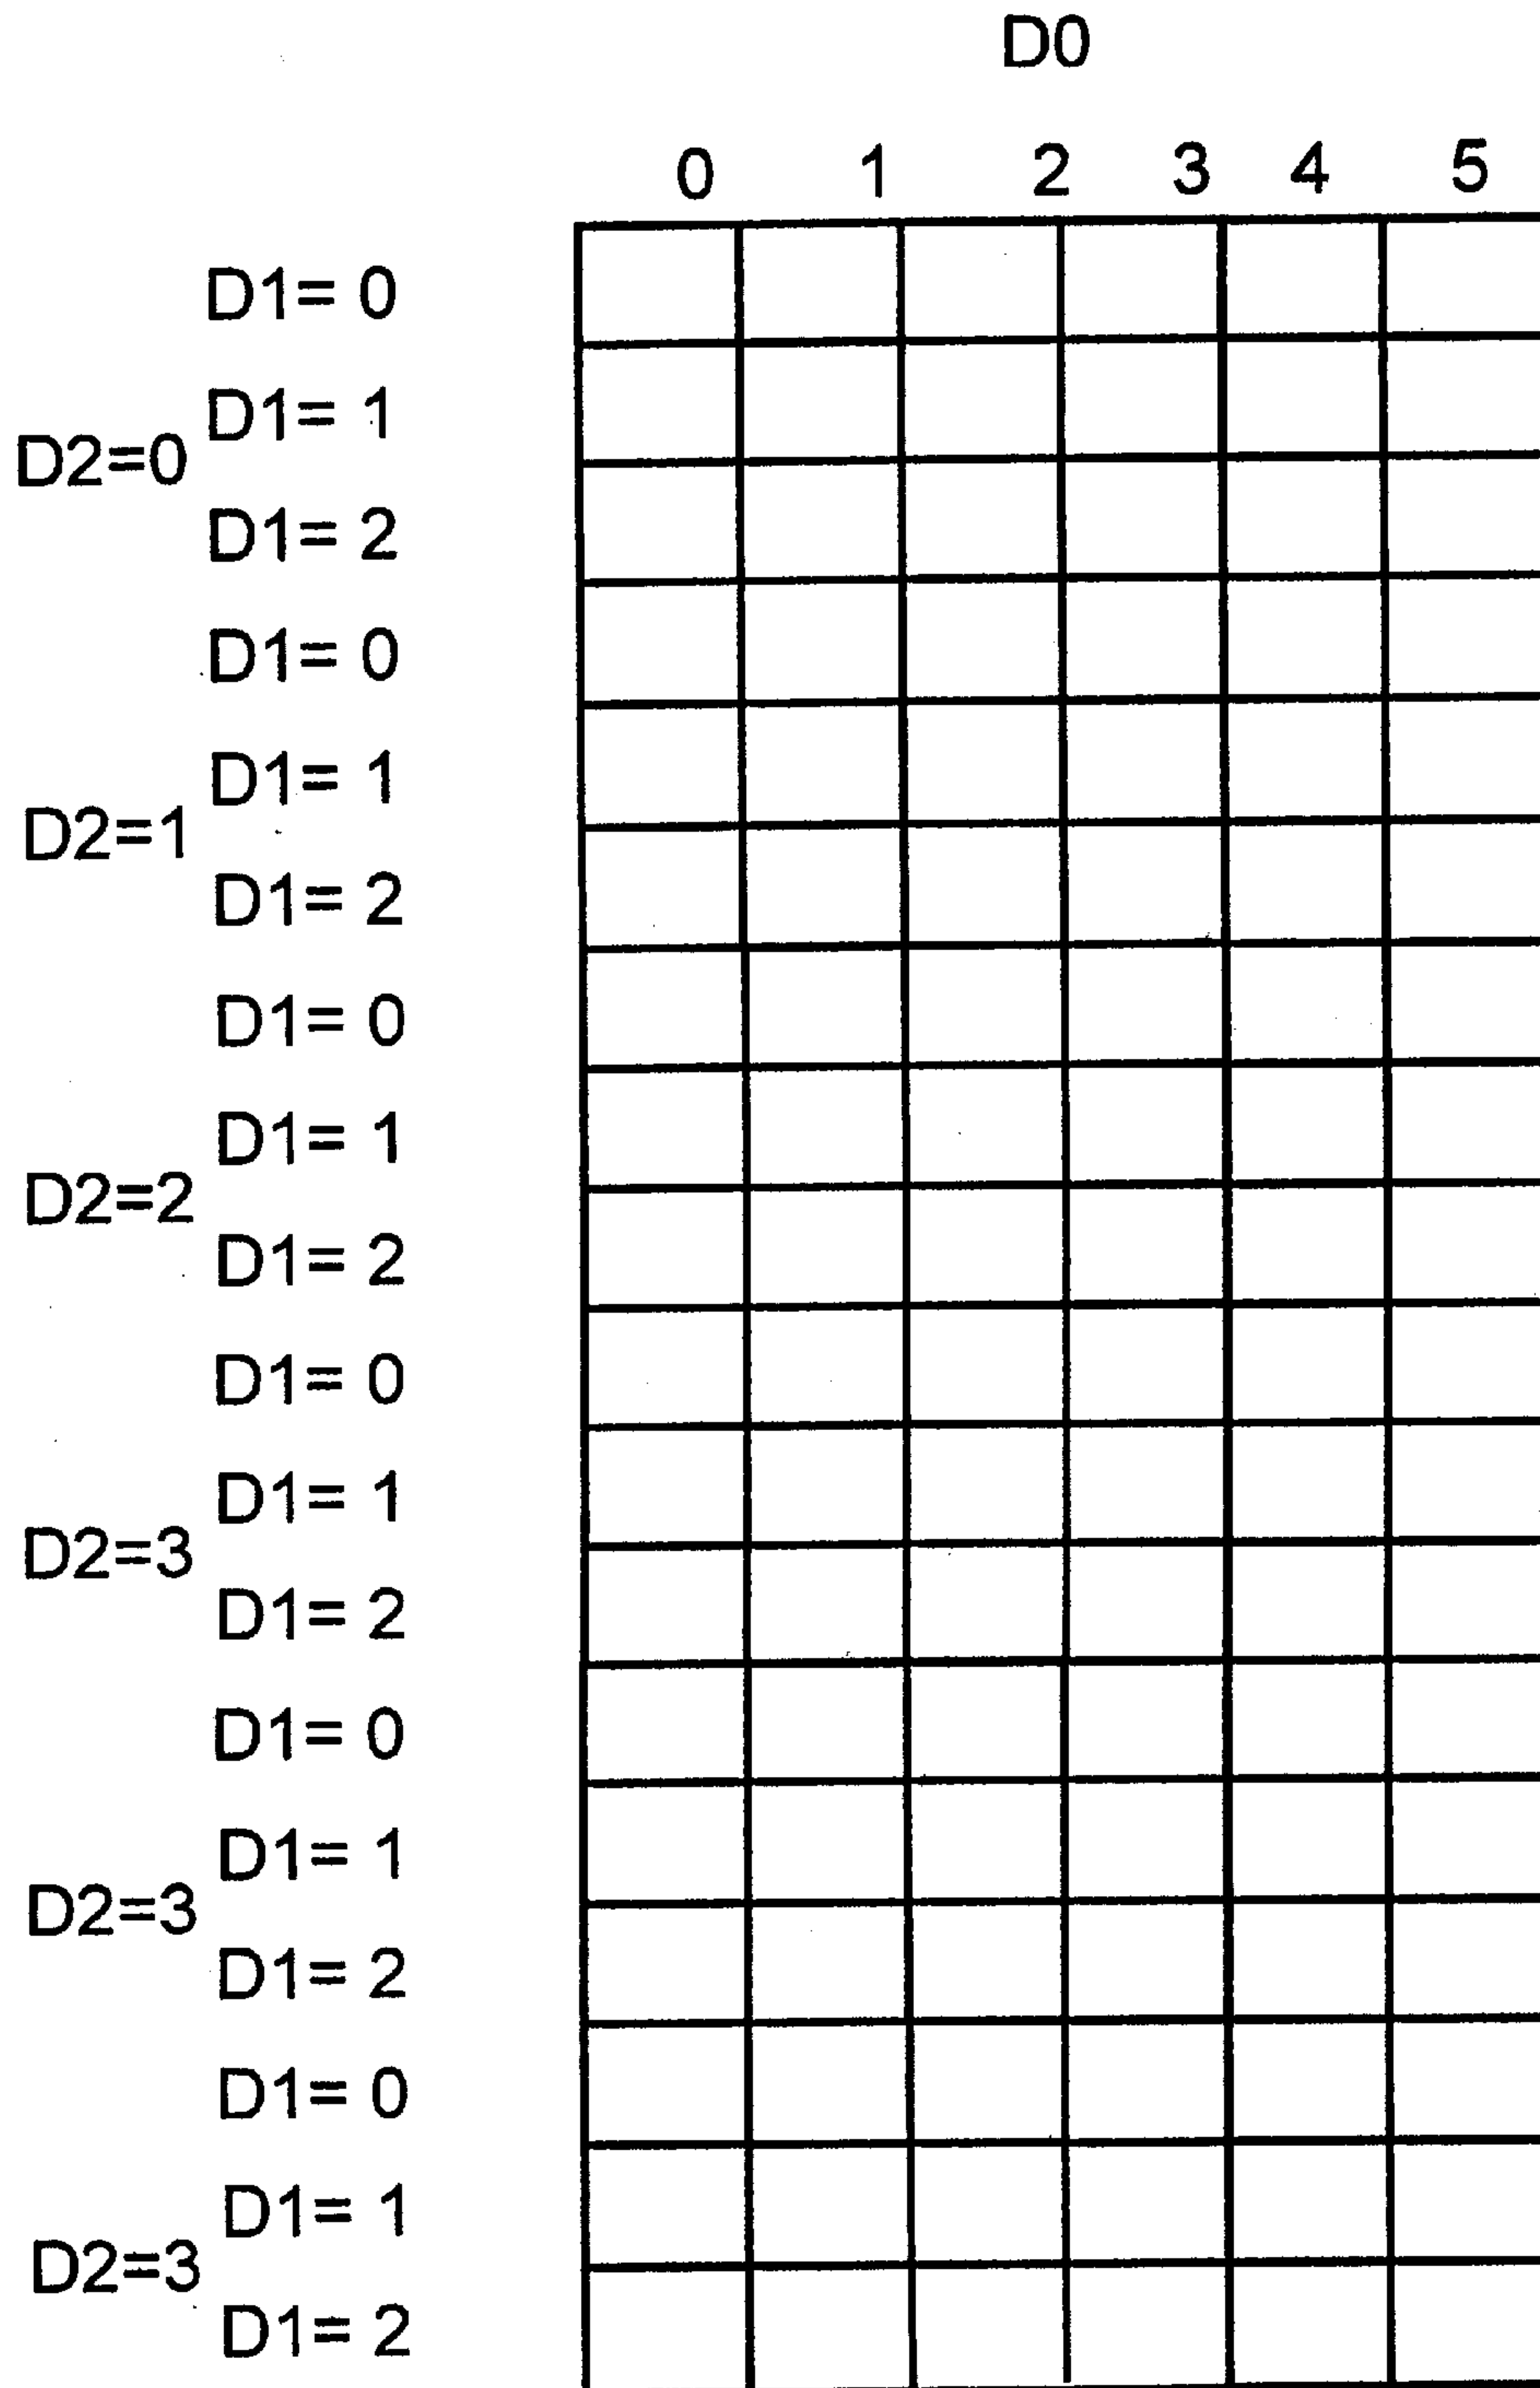 D0
0 1 2 3 4 5
D1= 0
D1= 1
D2=0
D1= 2
D1= 0
D1= 1
D2=1
D1= 2
D1= 0
D1= 1
D2=2
D1= 2
D1= 0
D1= 1
D2=3
D1= 2
D1= 0
D1= 1
D2=3
D1= 2
D1= 0
D1= 1
D2=3
D1= 2